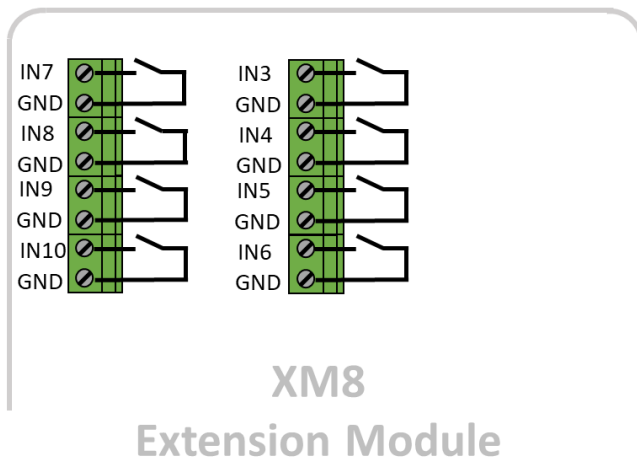 IN7
GND
IN8
GND
IN9
GND
IN10
GND
IN3
GND
IN4
GND
IN5
GND
IN6
GND
XM8
Extension Module